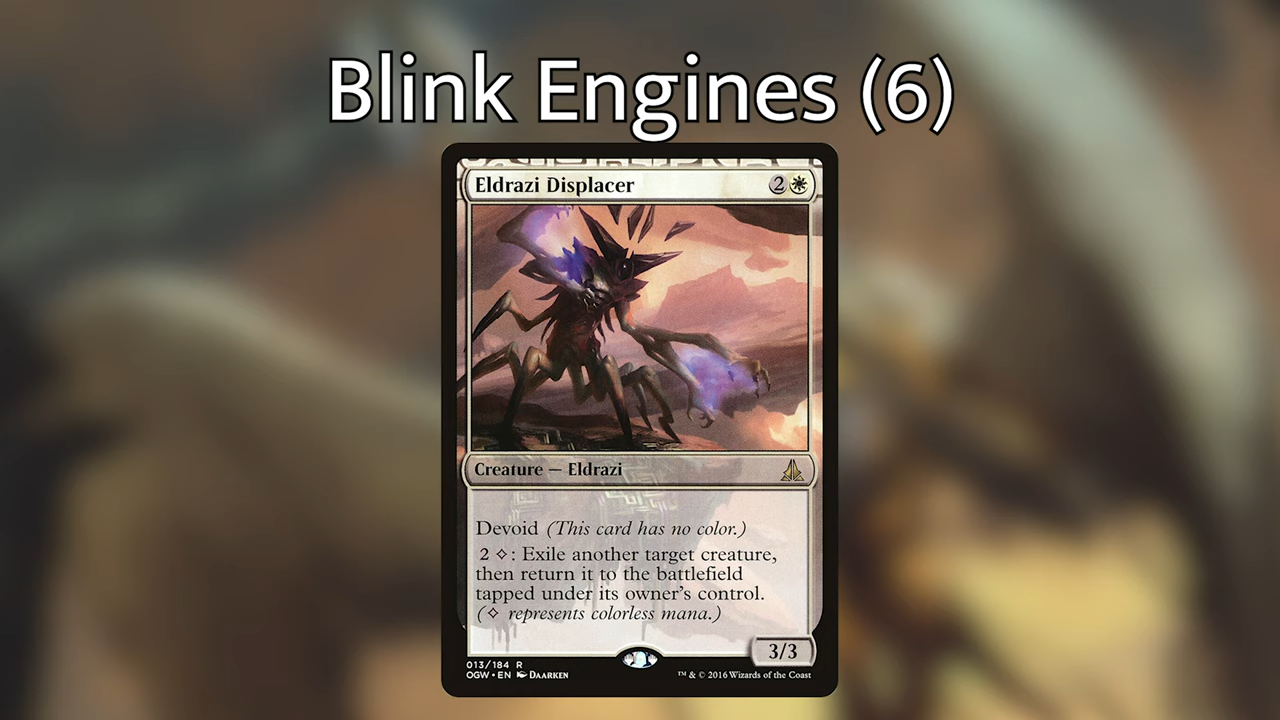 Blink Engines (6)
Eldrazi Displacer 2
Creature — Eldrazi
Devoid (This card has no color.)
2 ◇: Exile another target creature,
then return it to the battlefield
tapped under its owner's control.
(◇ represents colorless mana.)
3/3
013/184 R
OGW • EN DAARKEN
™ & © 2016 Wizards of the Coast